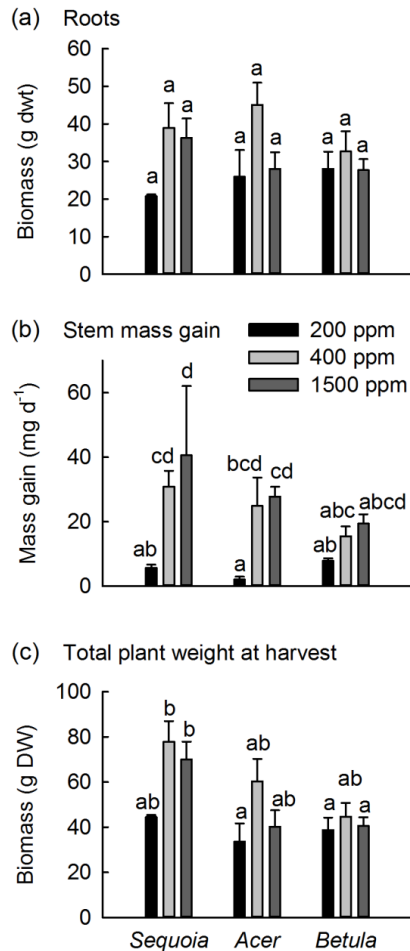 (a) Roots
Biomass (g dwt)
60
50
40
30
20
10
0
a
a
a
a
a
a
a
a
a
(b) Stem mass gain
200 ppm
400 ppm
1500 ppm
Mass gain (mg d⁻¹)
60
40
20
0
ab
cd
d
a
bcd
cd
ab
abc
abcd
(c) Total plant weight at harvest
Biomass (g DW)
100
80
60
40
20
0
ab
b
b
a
ab
ab
a
ab
a
Sequoia Acer Betula